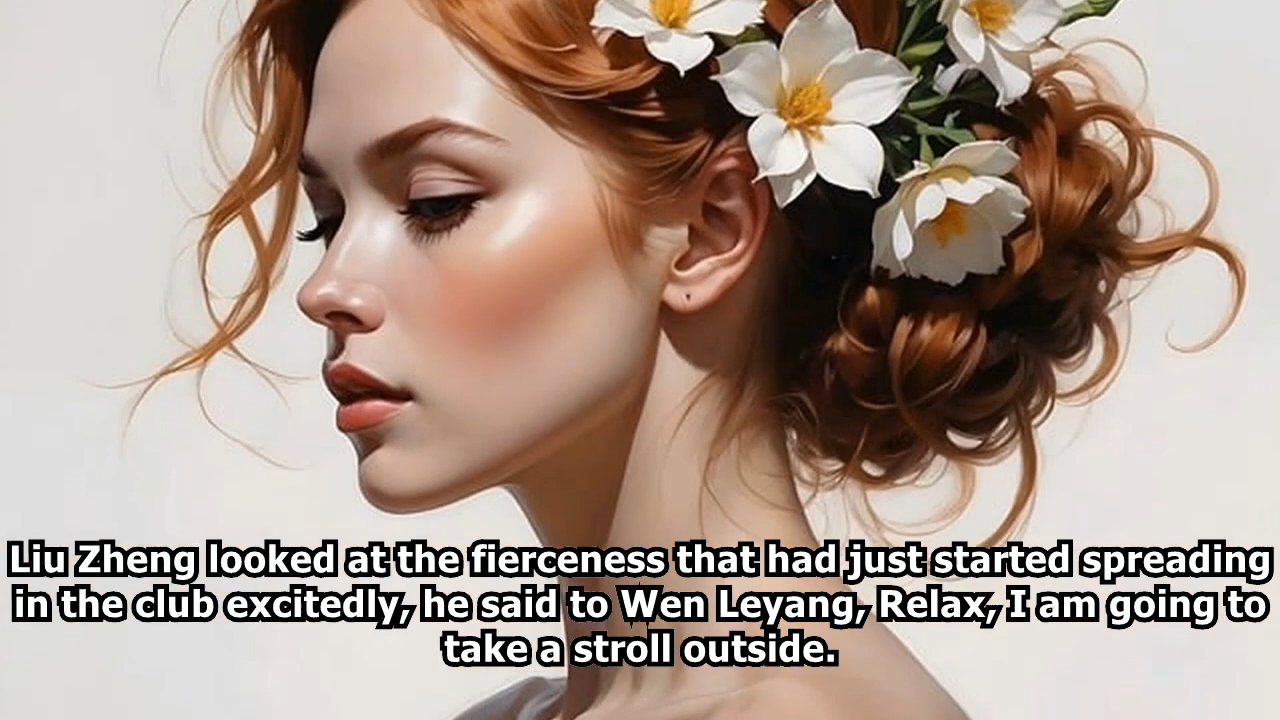 Liu Zheng looked at the fierceness that had just started spreading
in the club excitedly, he said to Wen Leyang, Relax, I am going to
take a stroll outside.